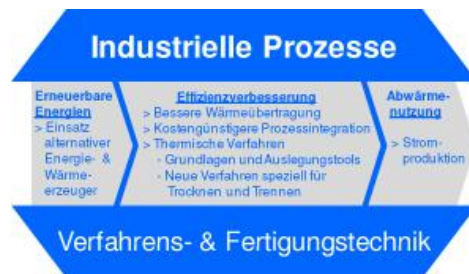 Industrielle Prozesse
Erneuerbare
Energien
> Einsatz
alternativer
Energie- &
Wärme-
erzeuger
Effizienzverbesserung
> Bessere Wärmeübertragung
> Kostengünstigere Prozessintegration
> Thermische Verfahren
- Grundlagen und Auslegungstools
- Neue Verfahren speziell für
Trocknen und Trennen
Abwärme-
nutzung
> Strom-
produktion
Verfahrens- & Fertigungstechnik